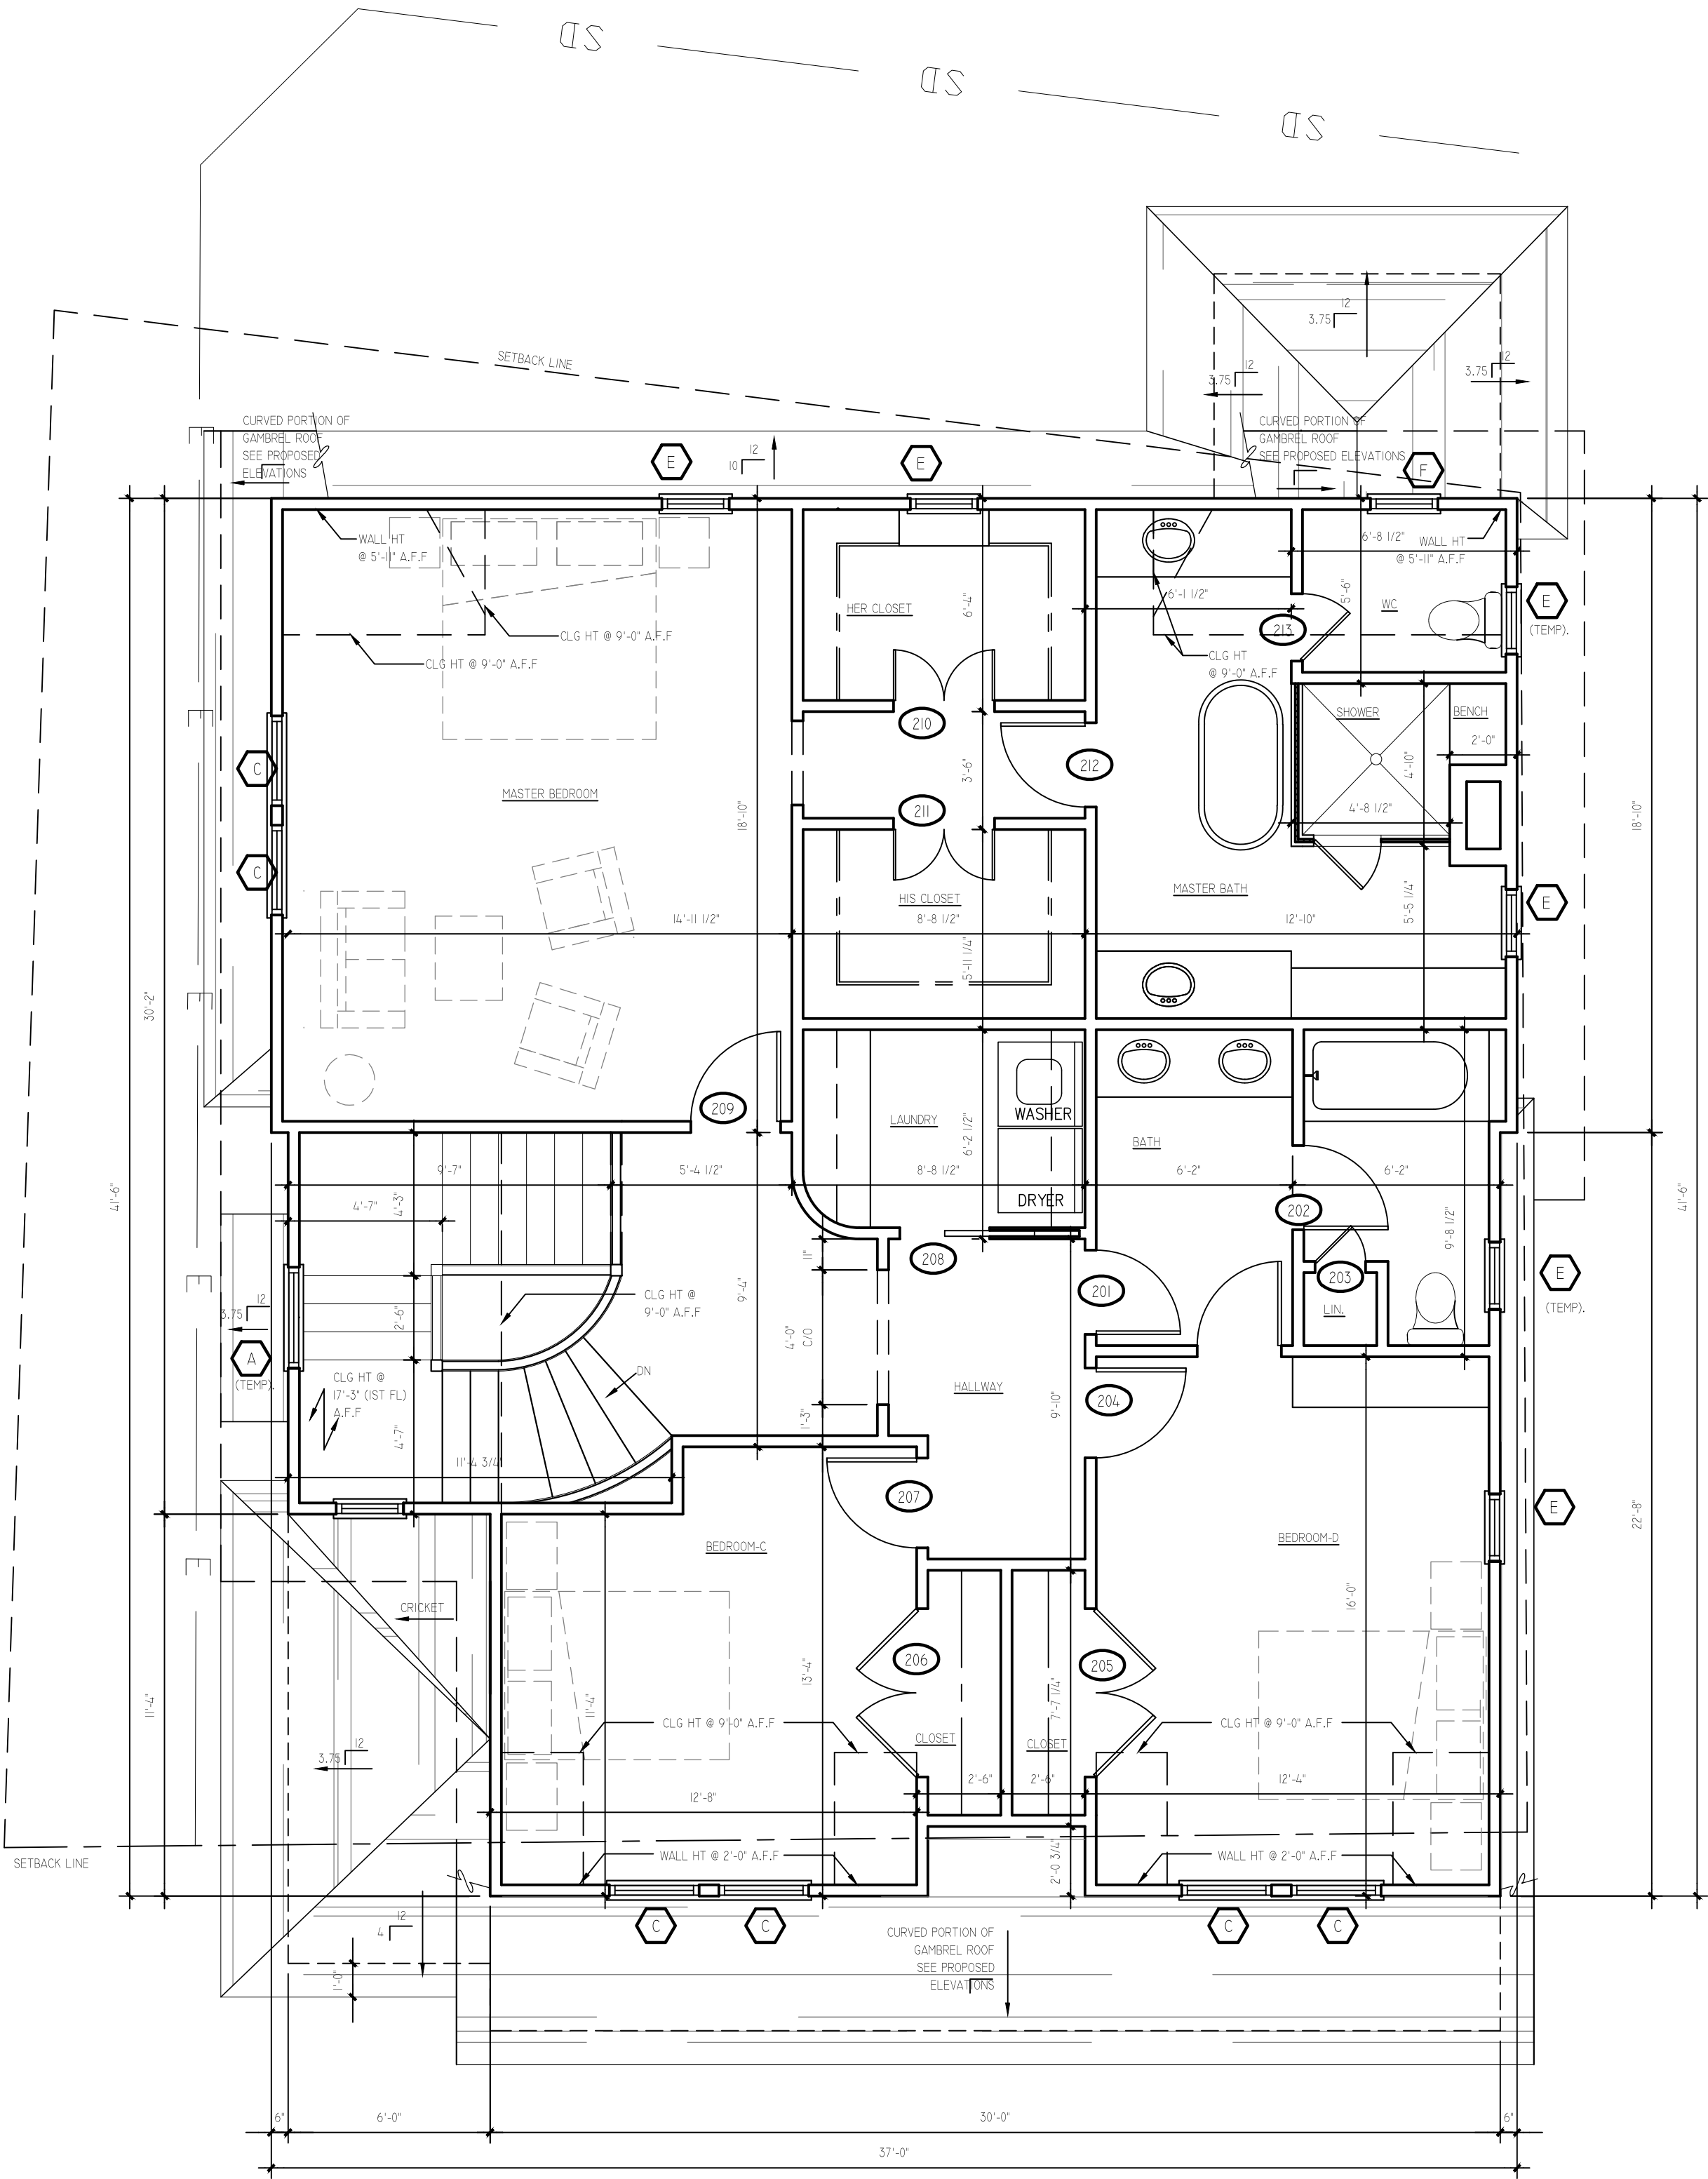 SD
SD
SD
12
3.75
SETBACK LINE
12
3.75
12
3.75
CURVED PORTION OF
GAMBREL ROOF
SEE PROPOSED
ELEVATIONS
CURVED PORTION OF
GAMBREL ROOF
SEE PROPOSED ELEVATIONS
E
12
10
E
F
WALL HT
@ 5'-11" A.F.F
6'-8 1/2"
WALL HT
@ 5'-11" A.F.F
HER CLOSET
6'-4"
6'-1 1/2"
5'-6"
WC
E
(TEMP).
213
CLG HT @ 9'-0" A.F.F
CLG HT @ 9'-0" A.F.F
CLG HT
@ 9'-0" A.F.F
E
E
E
E
E
210
SHOWER
BENCH
2'-0"
C
212
3'-6"
4'-10"
MASTER BEDROOM
18'-10"
211
4'-8 1/2"
18'-10"
C
HIS CLOSET
MASTER BATH
E
14'-11 1/2"
8'-8 1/2"
12'-10"
5'-5 1/4"
5'-11 1/4"
30'-2"
209
WASHER
LAUNDRY
6'-2 1/2"
BATH
9'-7"
5'-4 1/2"
8'-8 1/2"
6'-2"
6'-2"
DRYER
41'-6"
4'-7"
4'-3"
202
9'-8 1/2"
41'-6"
11"
208
203
E
(TEMP).
201
9'-4"
CLG HT @
9'-0" A.F.F
12
3.75
2'-6"
LIN.
4'-0"
C/O
A
(TEMP).
CLG HT @
17'-3" (1ST FL)
A.F.F
DN
HALLWAY
204
9'-10"
1'-3"
4'-7"
11'-4 3/4"
207
E
22'-8"
BEDROOM-C
BEDROOM-D
CRICKET
16'-0"
206
205
13'-4"
11'-4"
11'-4"
7'-7 1/4"
CLG HT @ 9'-0" A.F.F
CLG HT @ 9'-0" A.F.F
CLOSET
CLOSET
12
3.75
2'-6"
2'-6"
12'-4"
12'-8"
SETBACK LINE
WALL HT @ 2'-0" A.F.F
2'-0 3/4"
WALL HT @ 2'-0" A.F.F
C
C
C
C
12
4
CURVED PORTION OF
GAMBREL ROOF
SEE PROPOSED
ELEVATIONS
1'-0"
6"
6'-0"
30'-0"
6"
37'-0"